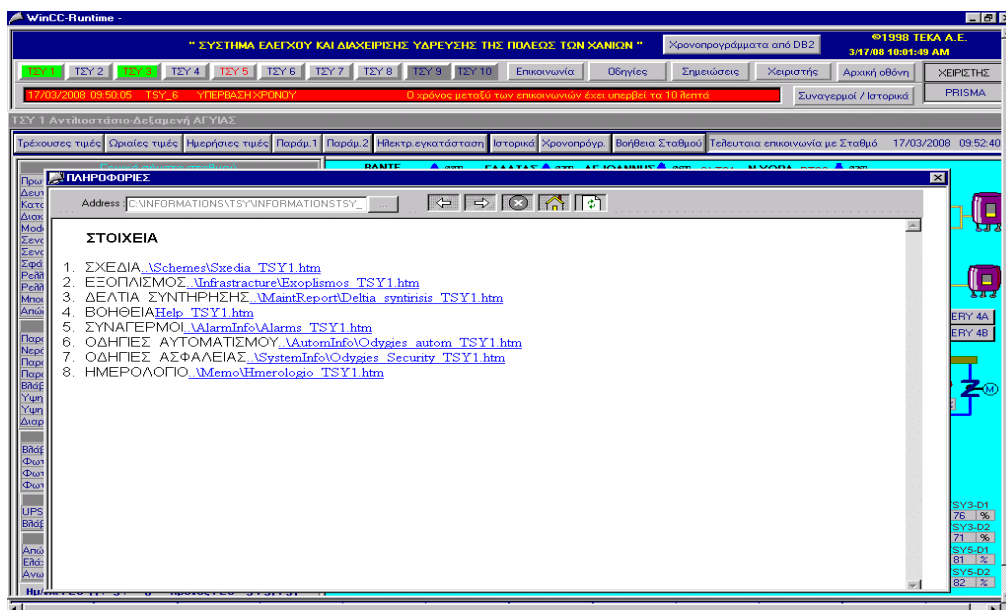 WinCC-Runtime -
" ΣΥΣΤΗΜΑ ΕΛΕΓΧΟΥ ΚΑΙ ΔΙΑΧΕΙΡΙΣΗΣ ΥΔΡΕΥΣΗΣ ΤΗΣ ΠΟΛΕΩΣ ΤΩΝ ΧΑΝΙΩΝ "
Χρονοπρογράμματα από DB2
©1998 TEKA A.E.
3/17/08 10:01:49 AM
ΤΣΥ 1 ΤΣΥ 2 ΤΣΥ 3 ΤΣΥ 4 ΤΣΥ 5 ΤΣΥ 6 ΤΣΥ 7 ΤΣΥ 8 ΤΣΥ 9 ΤΣΥ 10 Επικοινωνία Οδηγίες Σημειώσεις Χειριστής Αρχική οθόνη ΧΕΙΡΙΣΤΗΣ
17/03/2008 09:50:05 TSY_6 ΥΠΕΡΒΑΣΗ ΧΡΟΝΟΥ Ο χρόνος μεταξύ των επικοινωνιών έχει υπερβεί τα 10 λεπτά Συναγερμοί / Ιστορικά PRISMA
ΤΣΥ 1 Αντλιοστάσιο-Δεξαμενή ΑΓΥΙΑΣ
Τρέχουσες τιμές Ωριαίες τιμές Ημερήσιες τιμές Παράμ.1 Παράμ.2 Ηλεκτρ.εγκατάσταση Ιστορικά Χρονοπρόγρ. Βοήθεια Σταθμού Τελευταια επικοινωνία με Σταθμό 17/03/2008 09:52:40
ΠΛΗΡΟΦΟΡΙΕΣ
Address : C:\INFORMATIONS\TSY\INFORMATIONSTSY_ ...
ΣΤΟΙΧΕΙΑ
1. ΣΧΕΔΙΑ..\Schemes\Sxedia_TSY1.htm
2. ΕΞΟΠΛΙΣΜΟΣ..\Infrastracture\Exoplismos_TSY1.htm
3. ΔΕΛΤΙΑ ΣΥΝΤΗΡΗΣΗΣ..\MaintReport\Deltia_syntirisis_TSY1.htm
4. ΒΟΗΘΕΙΑHelp_TSY1.htm
5. ΣΥΝΑΓΕΡΜΟΙ..\AlarmInfo\Alarms_TSY1.htm
6. ΟΔΗΓΙΕΣ ΑΥΤΟΜΑΤΙΣΜΟΥ..\AutomInfo\Odygies_autom_TSY1.htm
7. ΟΔΗΓΙΕΣ ΑΣΦΑΛΕΙΑΣ..\SystemInfo\Odygies_Security_TSY1.htm
8. ΗΜΕΡΟΛΟΓΙΟ..\Memo\Hmerologio_TSY1.htm
ERY 4A
ERY 4B
M
SY3-D1
76 %
SY3-D2
71 %
SY5-D1
81 %
SY5-D2
82 %
UPS